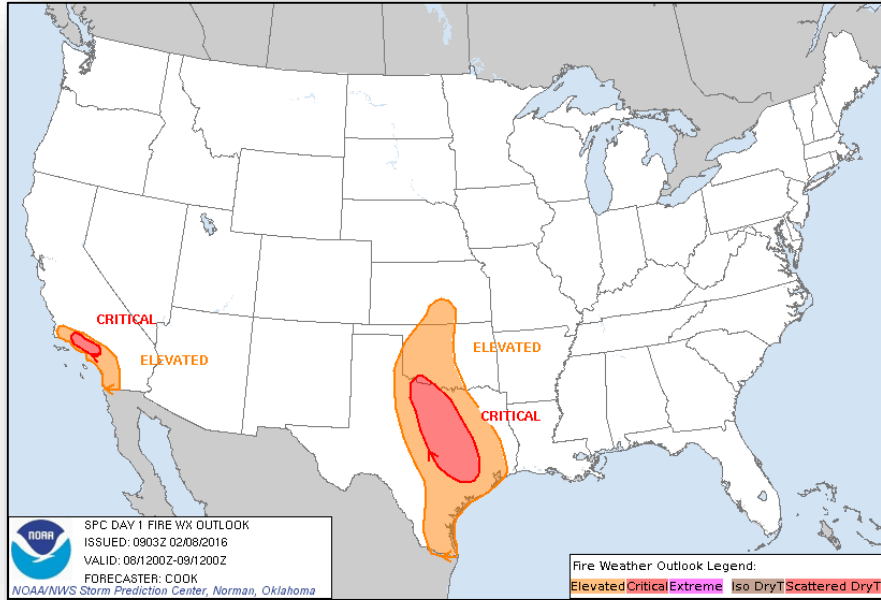 CRITICAL
ELEVATED
ELEVATED
CRITICAL
NOAA
SPC DAY 1 FIRE WX OUTLOOK
ISSUED: 0903Z 02/08/2016
VALID: 08/1200Z-09/1200Z
FORECASTER: COOK
NOAA/NWS Storm Prediction Center, Norman, Oklahoma
Fire Weather Outlook Legend:
Elevated Critical Extreme Iso DryT Scattered DryT